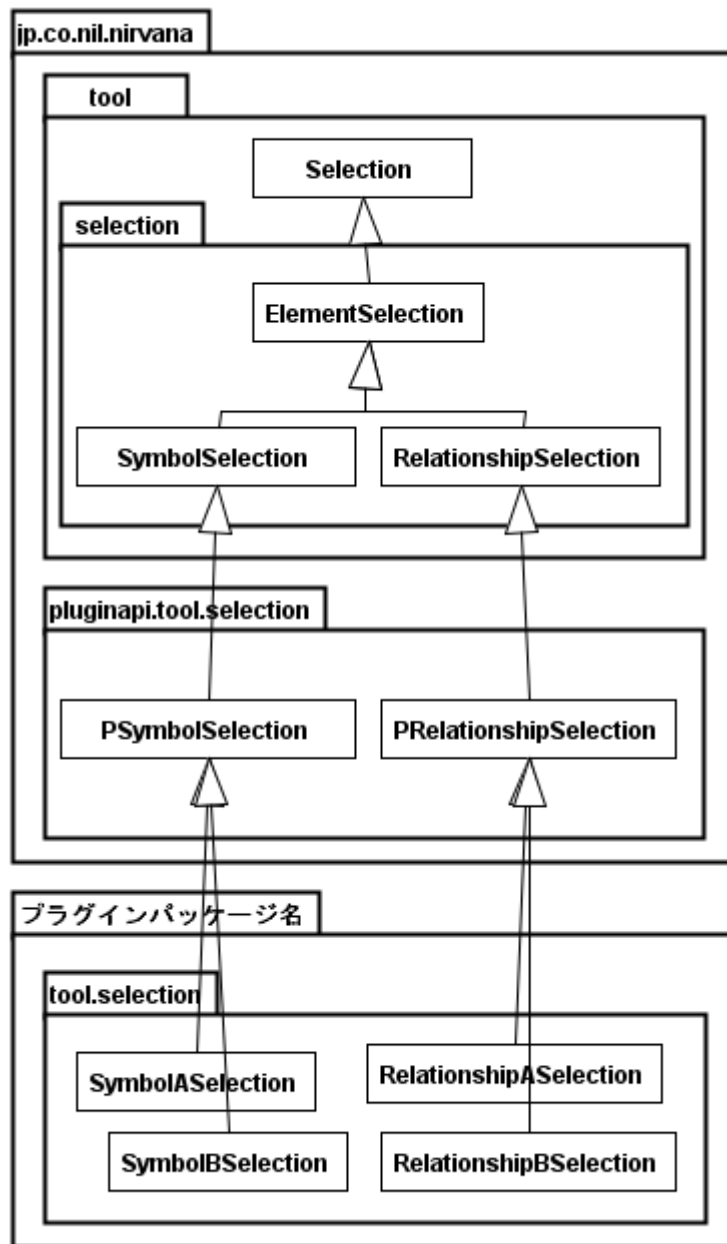 jp.co.nil.nirvana
tool
Selection
selection
ElementSelection
SymbolSelection
RelationshipSelection
pluginapi.tool.selection
PSymbolSelection
PRelationshipSelection
プラグインパッケージ名
tool.selection
SymbolASelection
RelationshipASelection
SymbolBSelection
RelationshipBSelection